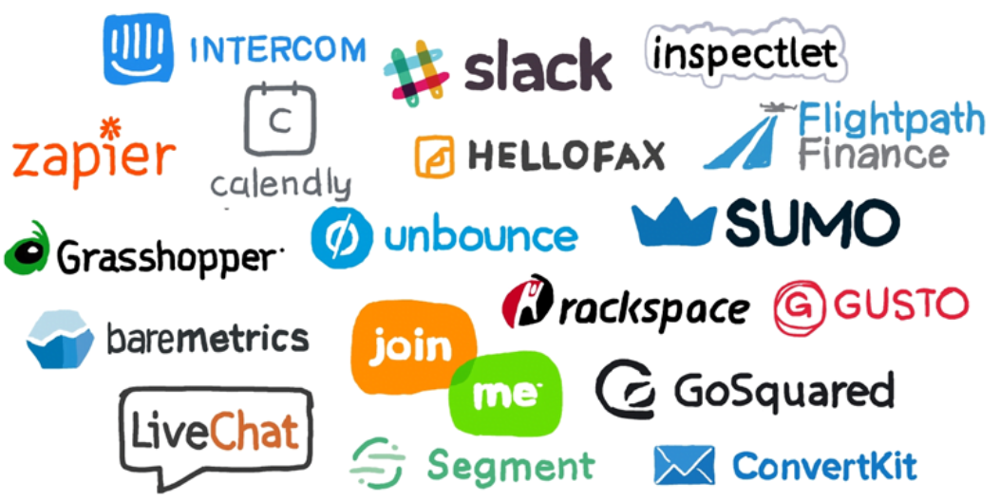 INTERCOM
slack
inspectlet
zapier
C
calendly
HELLOFAX
Flightpath
Finance
Grasshopper
unbounce
SUMO
baremetrics
join
me
rackspace
G GUSTO
LiveChat
GoSquared
Segment
ConvertKit